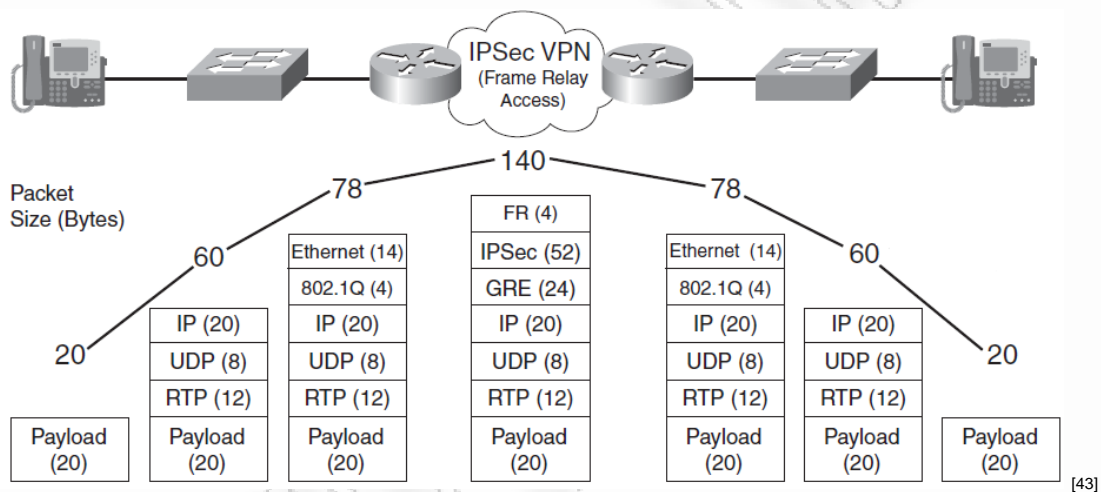 IPSec VPN
(Frame Relay
Access)
Packet
Size (Bytes)
20
60
78
140
78
60
20
Payload
(20)
IP (20)
UDP (8)
RTP (12)
Payload
(20)
Ethernet (14)
802.1Q (4)
IP (20)
UDP (8)
RTP (12)
Payload
(20)
FR (4)
IPSec (52)
GRE (24)
IP (20)
UDP (8)
RTP (12)
Payload
(20)
Ethernet (14)
802.1Q (4)
IP (20)
UDP (8)
RTP (12)
Payload
(20)
IP (20)
UDP (8)
RTP (12)
Payload
(20)
Payload
(20)
[43]